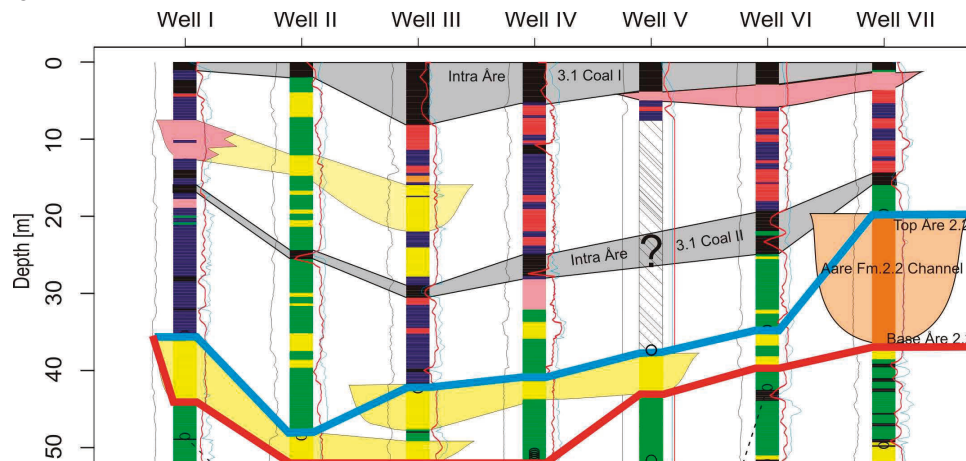 Well I Well II Well III Well IV Well V Well VI Well VII
0
Intra Åre 3.1 Coal I
10
20
Top Åre 2.2
? 3.1 Coal II
Intra Åre
Aare Fm.2.2 Channel
30
Base Åre 2.
40
50
Depth [m]